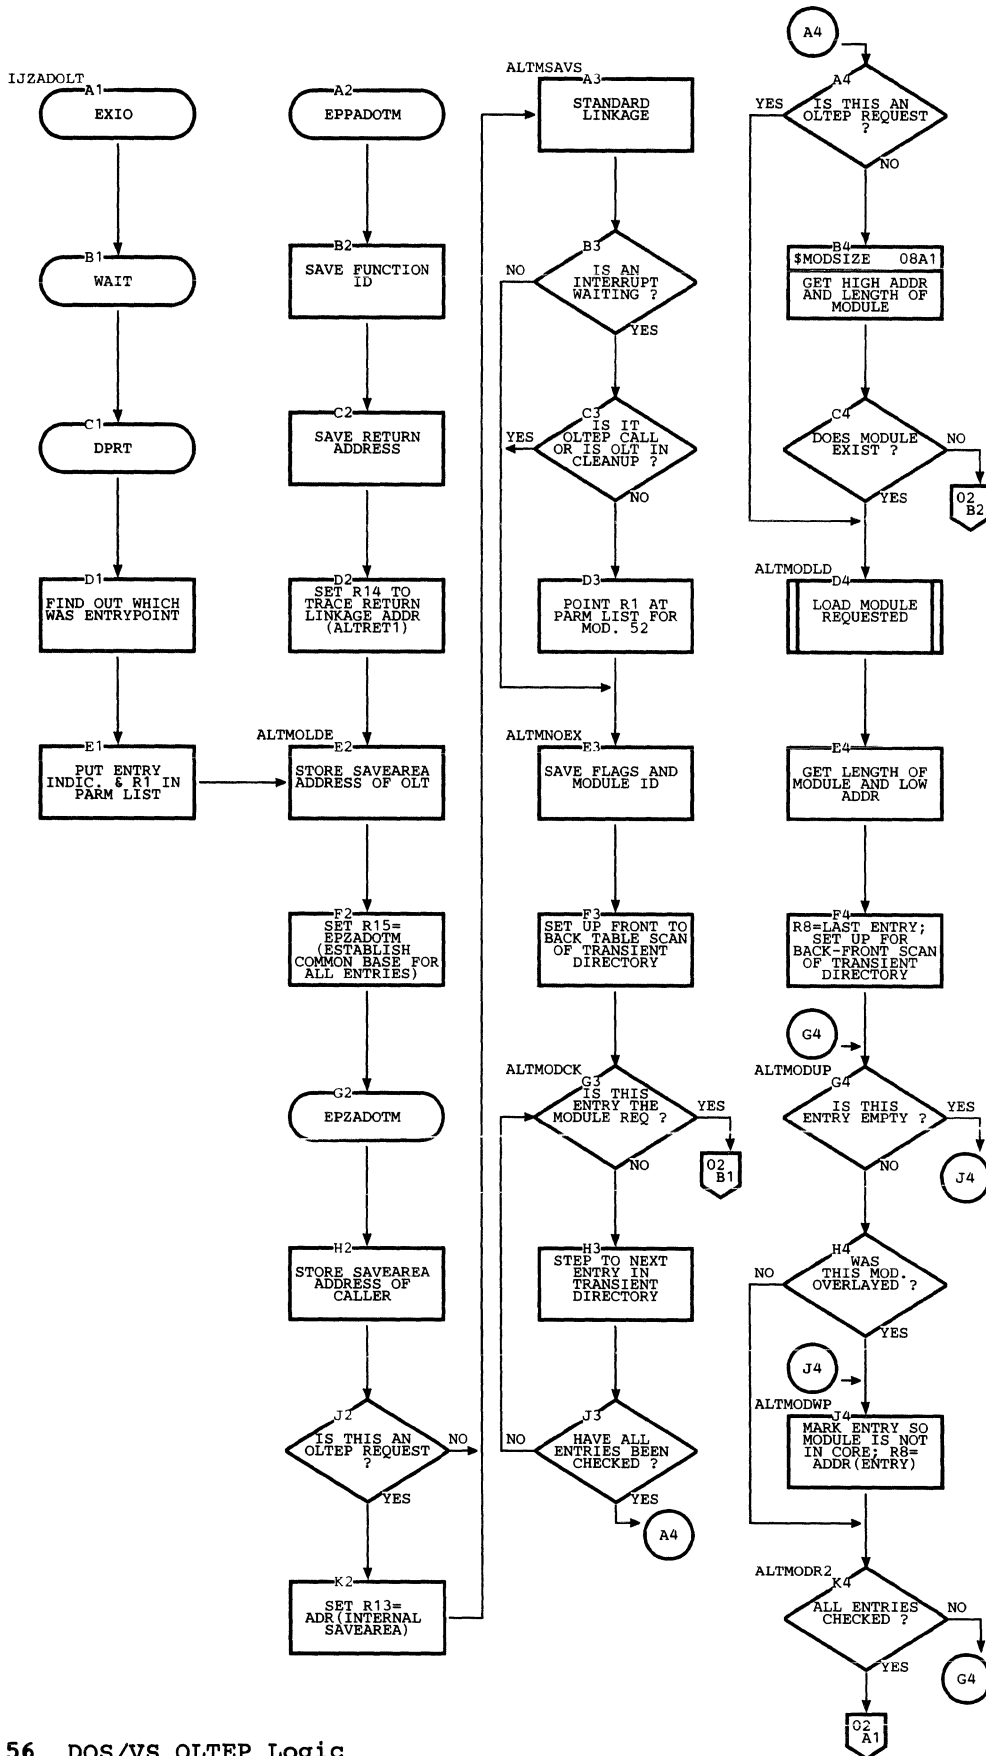 IJZADOLT
A1
EXIO
B1
WAIT
C1
DPRT
D1
FIND OUT WHICH
WAS ENTRYPOINT
E1
PUT ENTRY
INDIC. & R1 IN
PARM LIST
A2
EPPADOTM
B2
SAVE FUNCTION
ID
C2
SAVE RETURN
ADDRESS
D2
SET R14 TO
TRACE RETURN
LINKAGE ADDR
(ALTRET1)
ALTMOLDE
E2
STORE SAVEAREA
ADDRESS OF OLT
F2
SET R15=
EPZADOTM
(ESTABLISH
COMMON BASE FOR
ALL ENTRIES)
G2
EPZADOTM
H2
STORE SAVEAREA
ADDRESS OF
CALLER
J2
IS THIS AN
OLTEP REQUEST
?
NO
YES
K2
SET R13=
ADR(INTERNAL
SAVEAREA)
ALTMSAVS
A3
STANDARD
LINKAGE
B3
IS AN
INTERRUPT
WAITING ?
NO
YES
C3
IS IT
OLTEP CALL
OR IS OLT IN
CLEANUP ?
YES
NO
D3
POINT R1 AT
PARM LIST FOR
MOD. 52
ALTMNOEX
E3
SAVE FLAGS AND
MODULE ID
F3
SET UP FRONT TO
BACK TABLE SCAN
OF TRANSIENT
DIRECTORY
ALTMODCK
G3
IS THIS
ENTRY THE
MODULE REQ ?
YES
02
B1
NO
H3
STEP TO NEXT
ENTRY IN
TRANSIENT
DIRECTORY
J3
HAVE ALL
ENTRIES BEEN
CHECKED ?
NO
YES
A4
A4
A4
IS THIS AN
OLTEP REQUEST
?
YES
NO
B4
$MODSIZE 08A1
GET HIGH ADDR
AND LENGTH OF
MODULE
C4
DOES MODULE
EXIST ?
NO
02
B2
YES
ALTMODLD
D4
LOAD MODULE
REQUESTED
E4
GET LENGTH OF
MODULE AND LOW
ADDR
F4
R8=LAST ENTRY;
SET UP FOR
BACK-FRONT SCAN
OF TRANSIENT
DIRECTORY
G4
ALTMODUP
G4
IS THIS
ENTRY EMPTY ?
YES
J4
NO
H4
WAS
THIS MOD.
OVERLAYED ?
NO
YES
J4
ALTMODWP
J4
MARK ENTRY SO
MODULE IS NOT
IN CORE; R8=
ADDR(ENTRY)
ALTMODR2
K4
ALL ENTRIES
CHECKED ?
NO
G4
YES
02
A1
56 DOS/VS OLTEP Logic